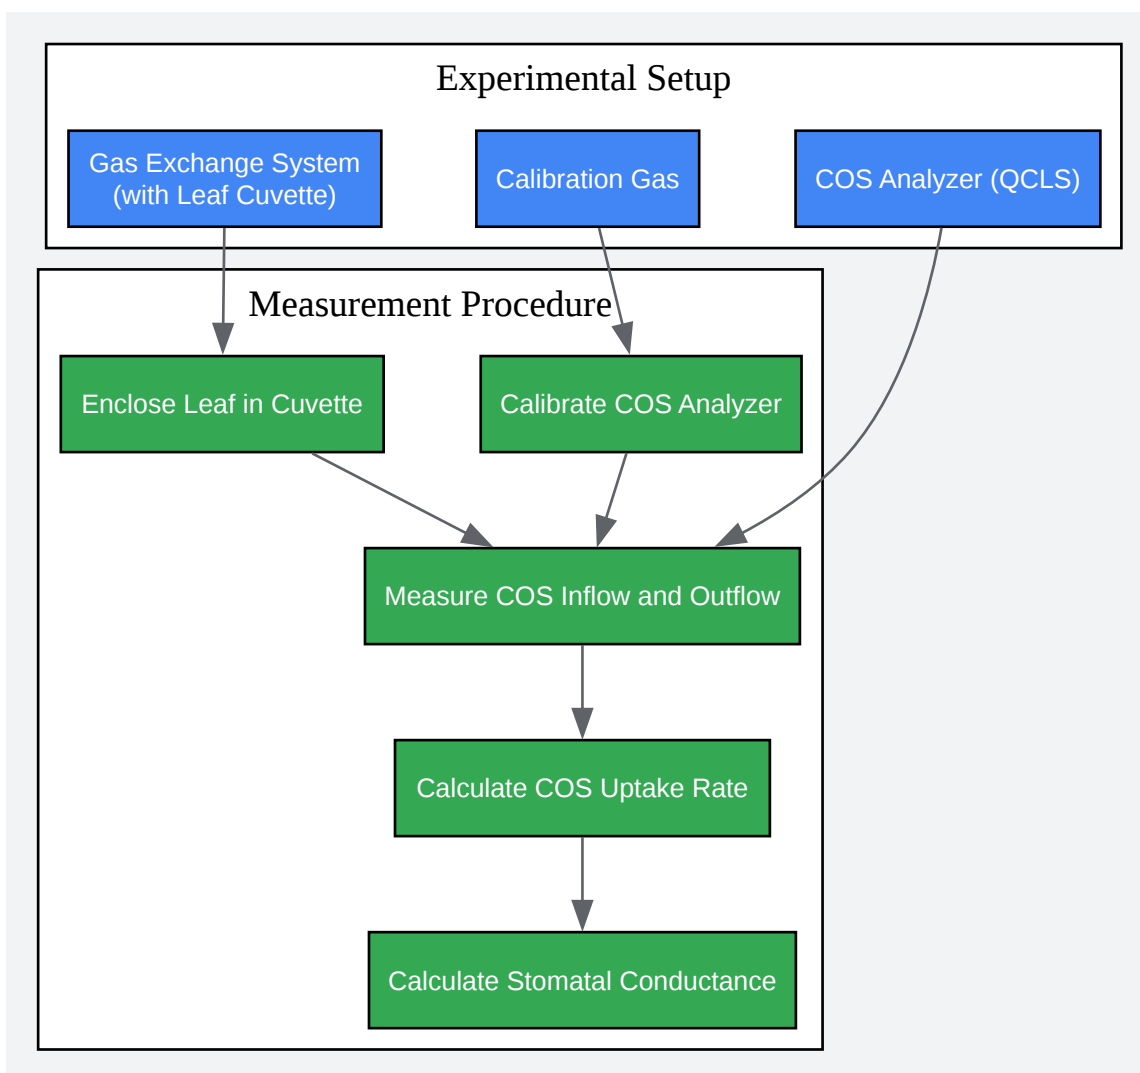 Experimental Setup
Gas Exchange System
(with Leaf Cuvette)
Calibration Gas
COS Analyzer (QCLS)
Measurement Procedure
Enclose Leaf in Cuvette
Calibrate COS Analyzer
Measure COS Inflow and Outflow
Calculate COS Uptake Rate
Calculate Stomatal Conductance